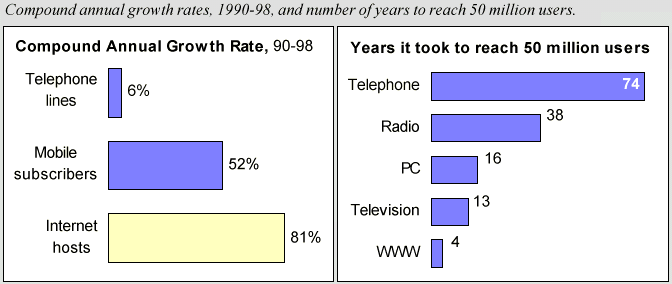 Compound annual growth rates, 1990-98, and number of years to reach 50 million users.
Compound Annual Growth Rate, 90-98
Telephone
lines
6%
Mobile
subscribers
52%
Internet
hosts
81%
Years it took to reach 50 million users
Telephone
74
Radio
38
PC
16
Television
13
WWW
4